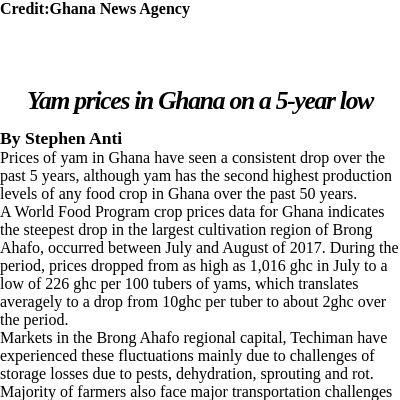 Credit:Ghana News Agency
Yam prices in Ghana on a 5-year low
By Stephen Anti
Prices of yam in Ghana have seen a consistent drop over the
past 5 years, although yam has the second highest production
levels of any food crop in Ghana over the past 50 years.
A World Food Program crop prices data for Ghana indicates
the steepest drop in the largest cultivation region of Brong
Ahafo, occurred between July and August of 2017. During the
period, prices dropped from as high as 1,016 ghc in July to a
low of 226 ghc per 100 tubers of yams, which translates
averagely to a drop from 10ghc per tuber to about 2ghc over
the period.
Markets in the Brong Ahafo regional capital, Techiman have
experienced these fluctuations mainly due to challenges of
storage losses due to pests, dehydration, sprouting and rot.
Majority of farmers also face major transportation challenges